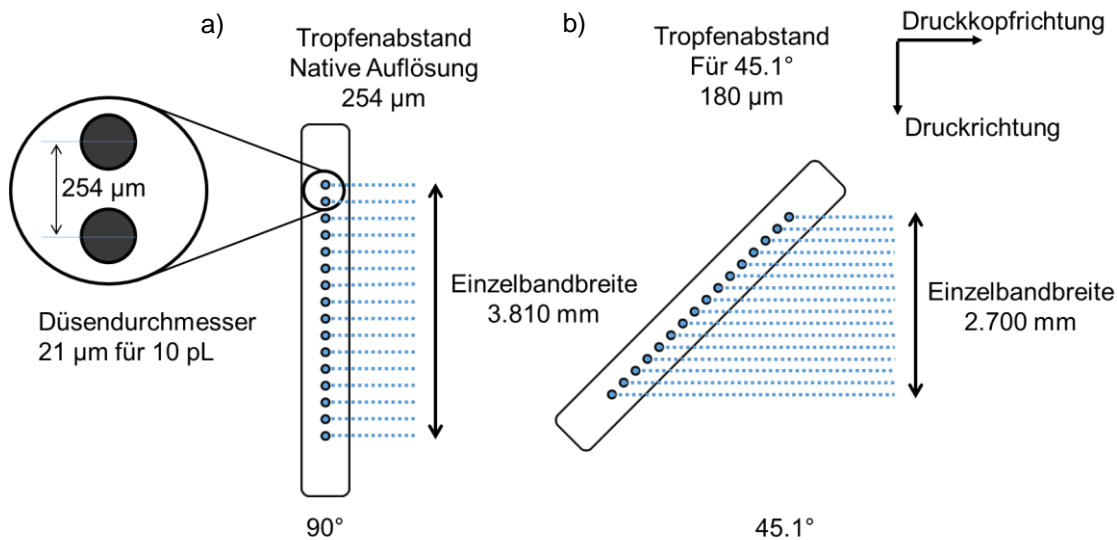 a)
Tropfenabstand
Native Auflösung
254 µm
b)
Tropfenabstand
Für 45.1°
180 µm
Druckkopfrichtung
Druckrichtung
254 µm
Düsendurchmesser
21 µm für 10 pL
Einzelbandbreite
3.810 mm
Einzelbandbreite
2.700 mm
90°
45.1°